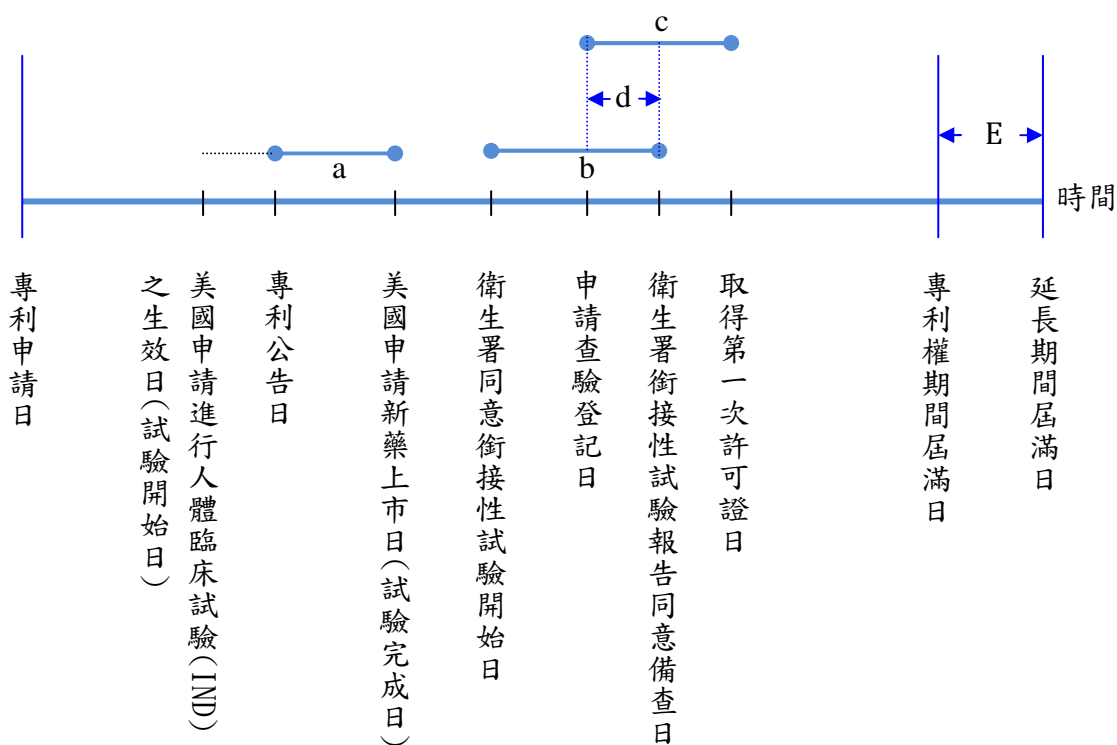 c
d
E
a
b
時間
專利申請日
美國申請進行人體臨床試驗(IND)
之生效日(試驗開始日)
專利公告日
美國申請新藥上市日(試驗完成日)
衛生署同意銜接性試驗開始日
申請查驗登記日
衛生署銜接性試驗報告同意備查日
取得第一次許可證日
專利權期間屆滿日
延長期間屆滿日